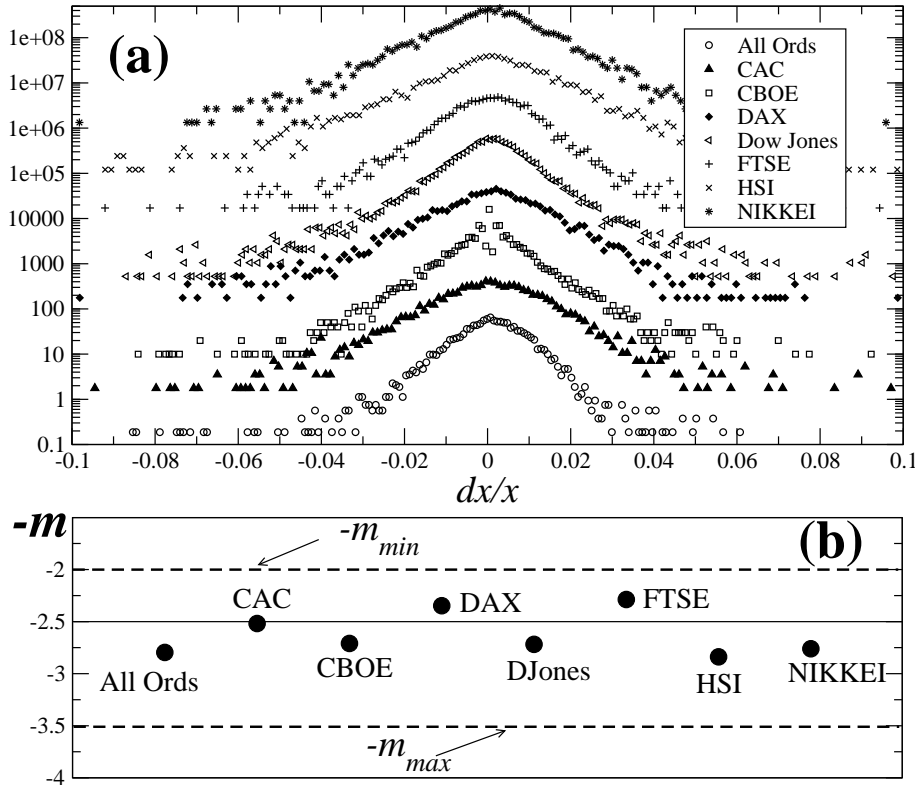 (a)
1e+08
1e+07
1e+06
1e+05
10000
1000
100
10
1
0.1
All Ords
CAC
CBOE
DAX
Dow Jones
FTSE
HSI
NIKKEI
-0.1 -0.08 -0.06 -0.04 -0.02 0 0.02 0.04 0.06 0.08 0.1
dx/x
-m
(b)
-m_min
-2
CAC DAX FTSE
-2.5
All Ords CBOE DJones HSI NIKKEI
-3
-3.5
-m_max
-4